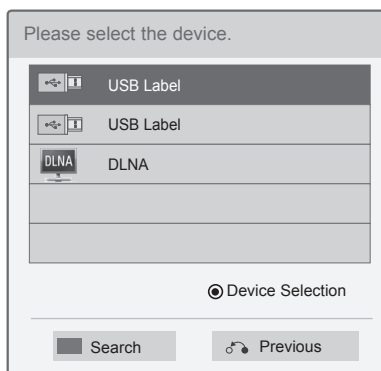 Please select the device.
USB Label
USB Label
DLNA DLNA
Device Selection
Search Previous